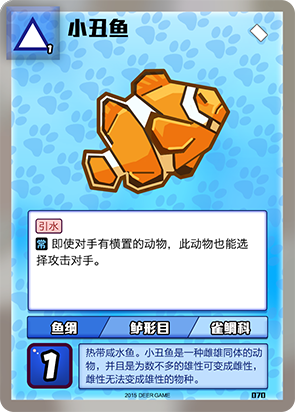 小丑鱼
1
引水
常 即使对手有横置的动物，此动物也能选
择攻击对手。
鱼纲 鲈形目 雀鲷科
1
热带咸水鱼。小丑鱼是一种雌雄同体的动
物，并且是为数不多的雄性可变成雌性，
雌性无法变成雄性的物种。
2015 DEER GAME 070